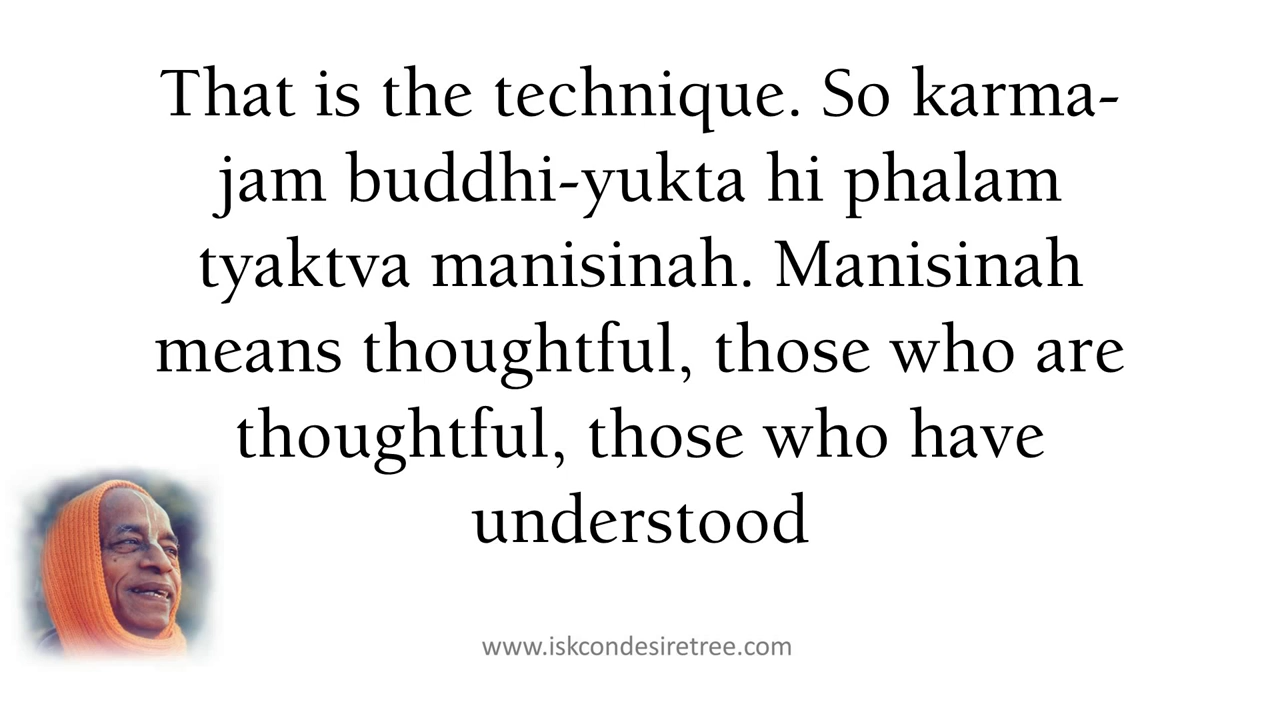 That is the technique. So karma-
jam buddhi-yukta hi phalam
tyaktva manisinah. Manisinah
means thoughtful, those who are
thoughtful, those who have
understood
www.iskcondesiretree.com